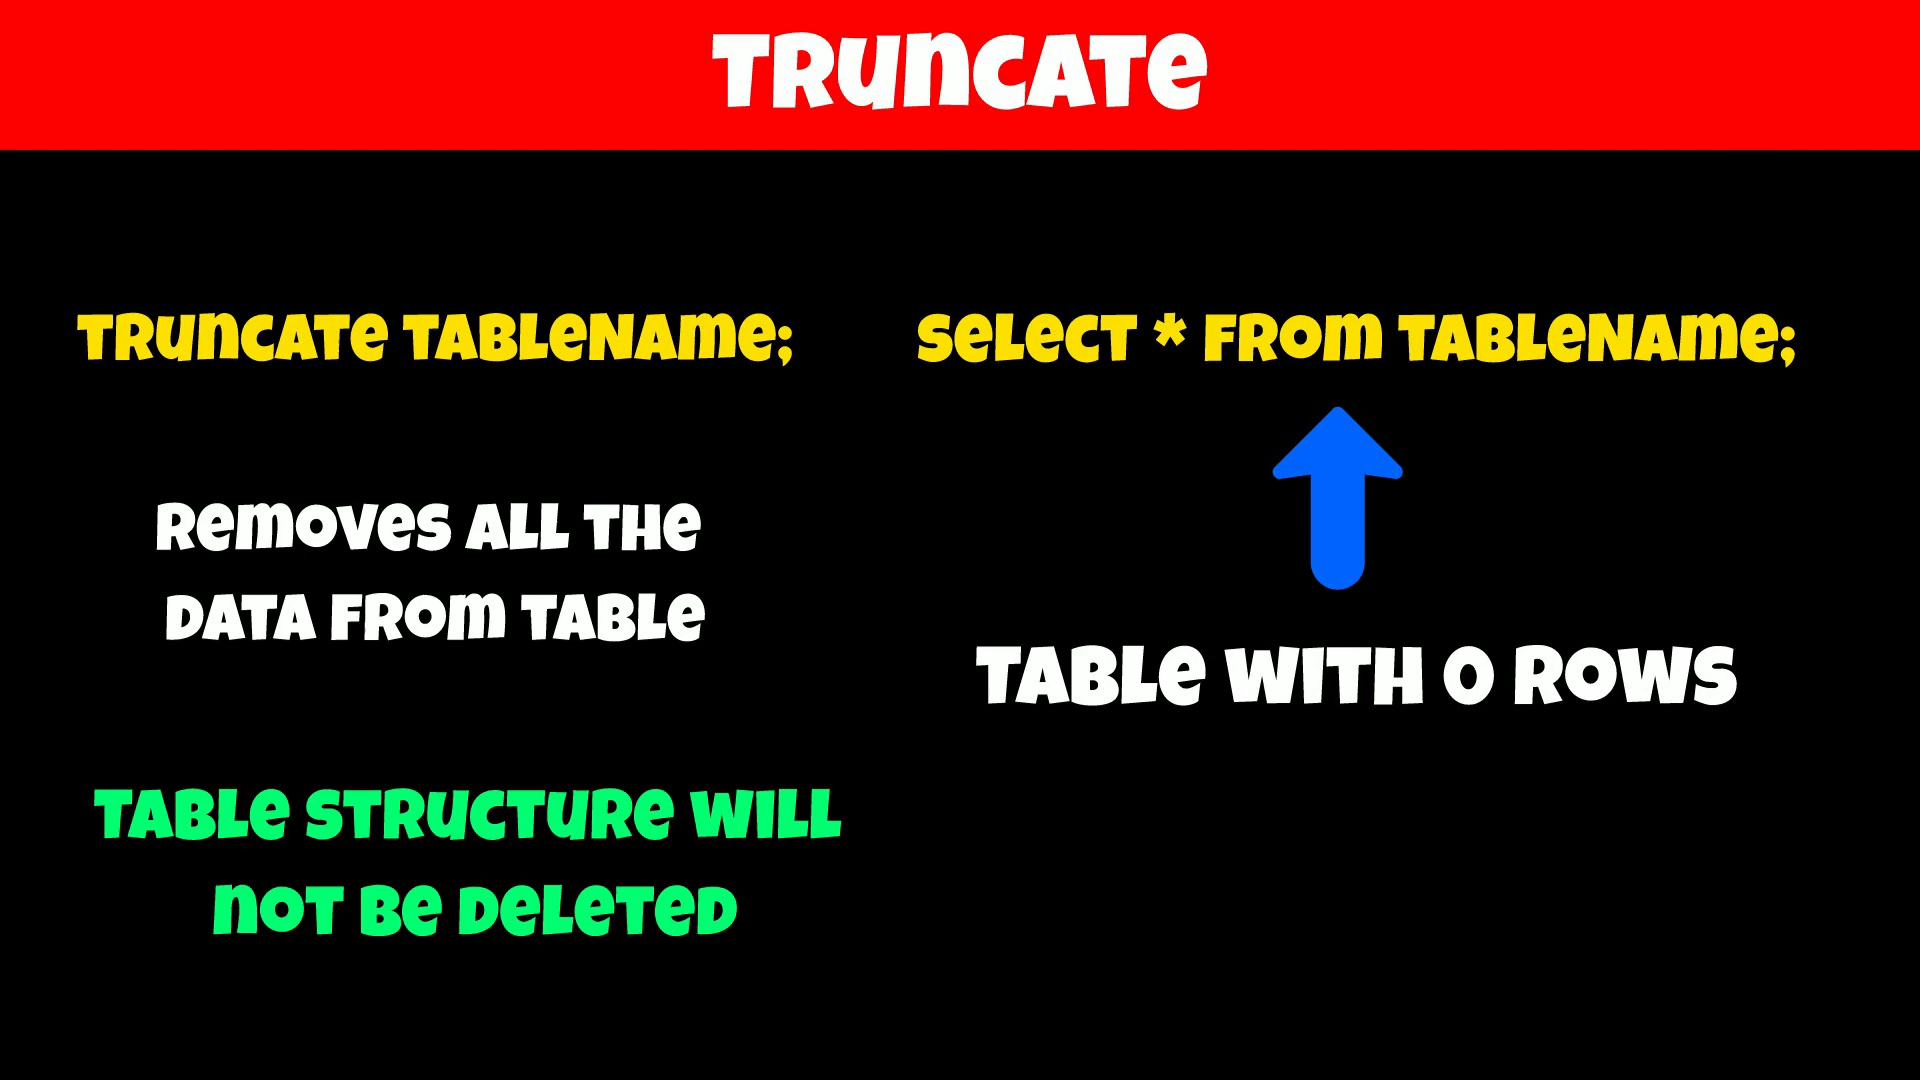 Truncate
Truncate TableName;
Select * from TableName;
Removes all the
data from table
Table with 0 rows
Table structure will
not be deleted